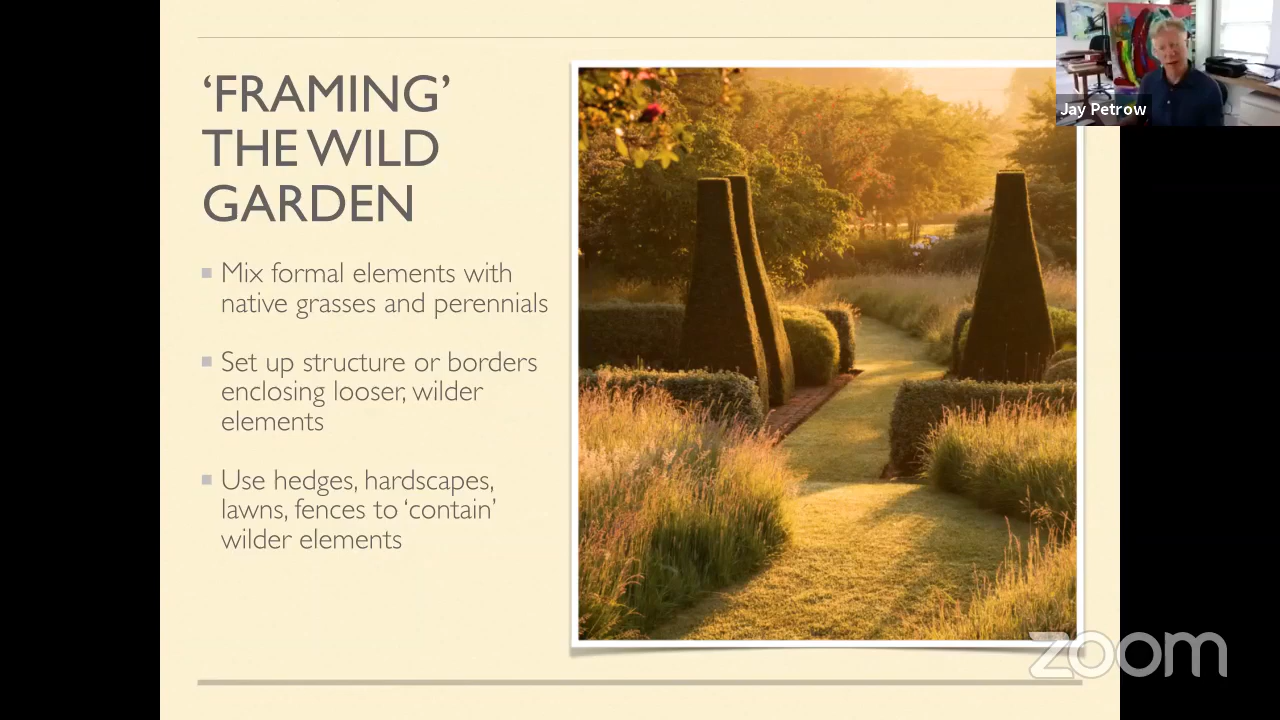 ‘FRAMING’
THE WILD
GARDEN
Mix formal elements with
native grasses and perennials
Set up structure or borders
enclosing looser, wilder
elements
Use hedges, hardscapes,
lawns, fences to ‘contain’
wilder elements
Jay Petrow
zoom